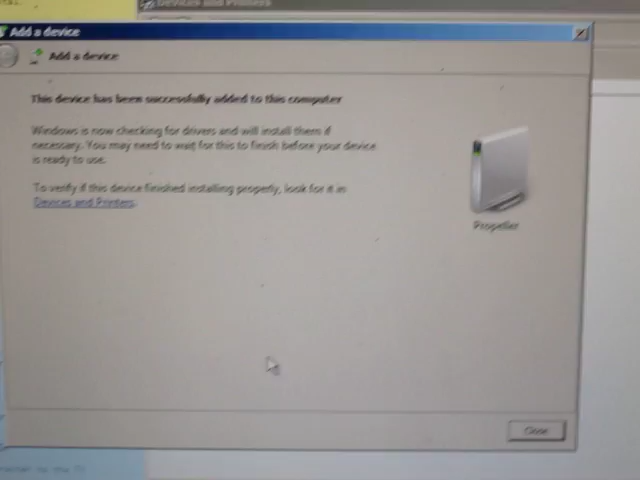 Devices and Printers
Add a device
Add a device
This device has been successfully added to this computer
Windows is now checking for drivers and will install them if
necessary. You may need to wait for this to finish before your device
is ready to use.
To verify if this device finished installing properly, look for it in
Devices and Printers.
Propeller
Close